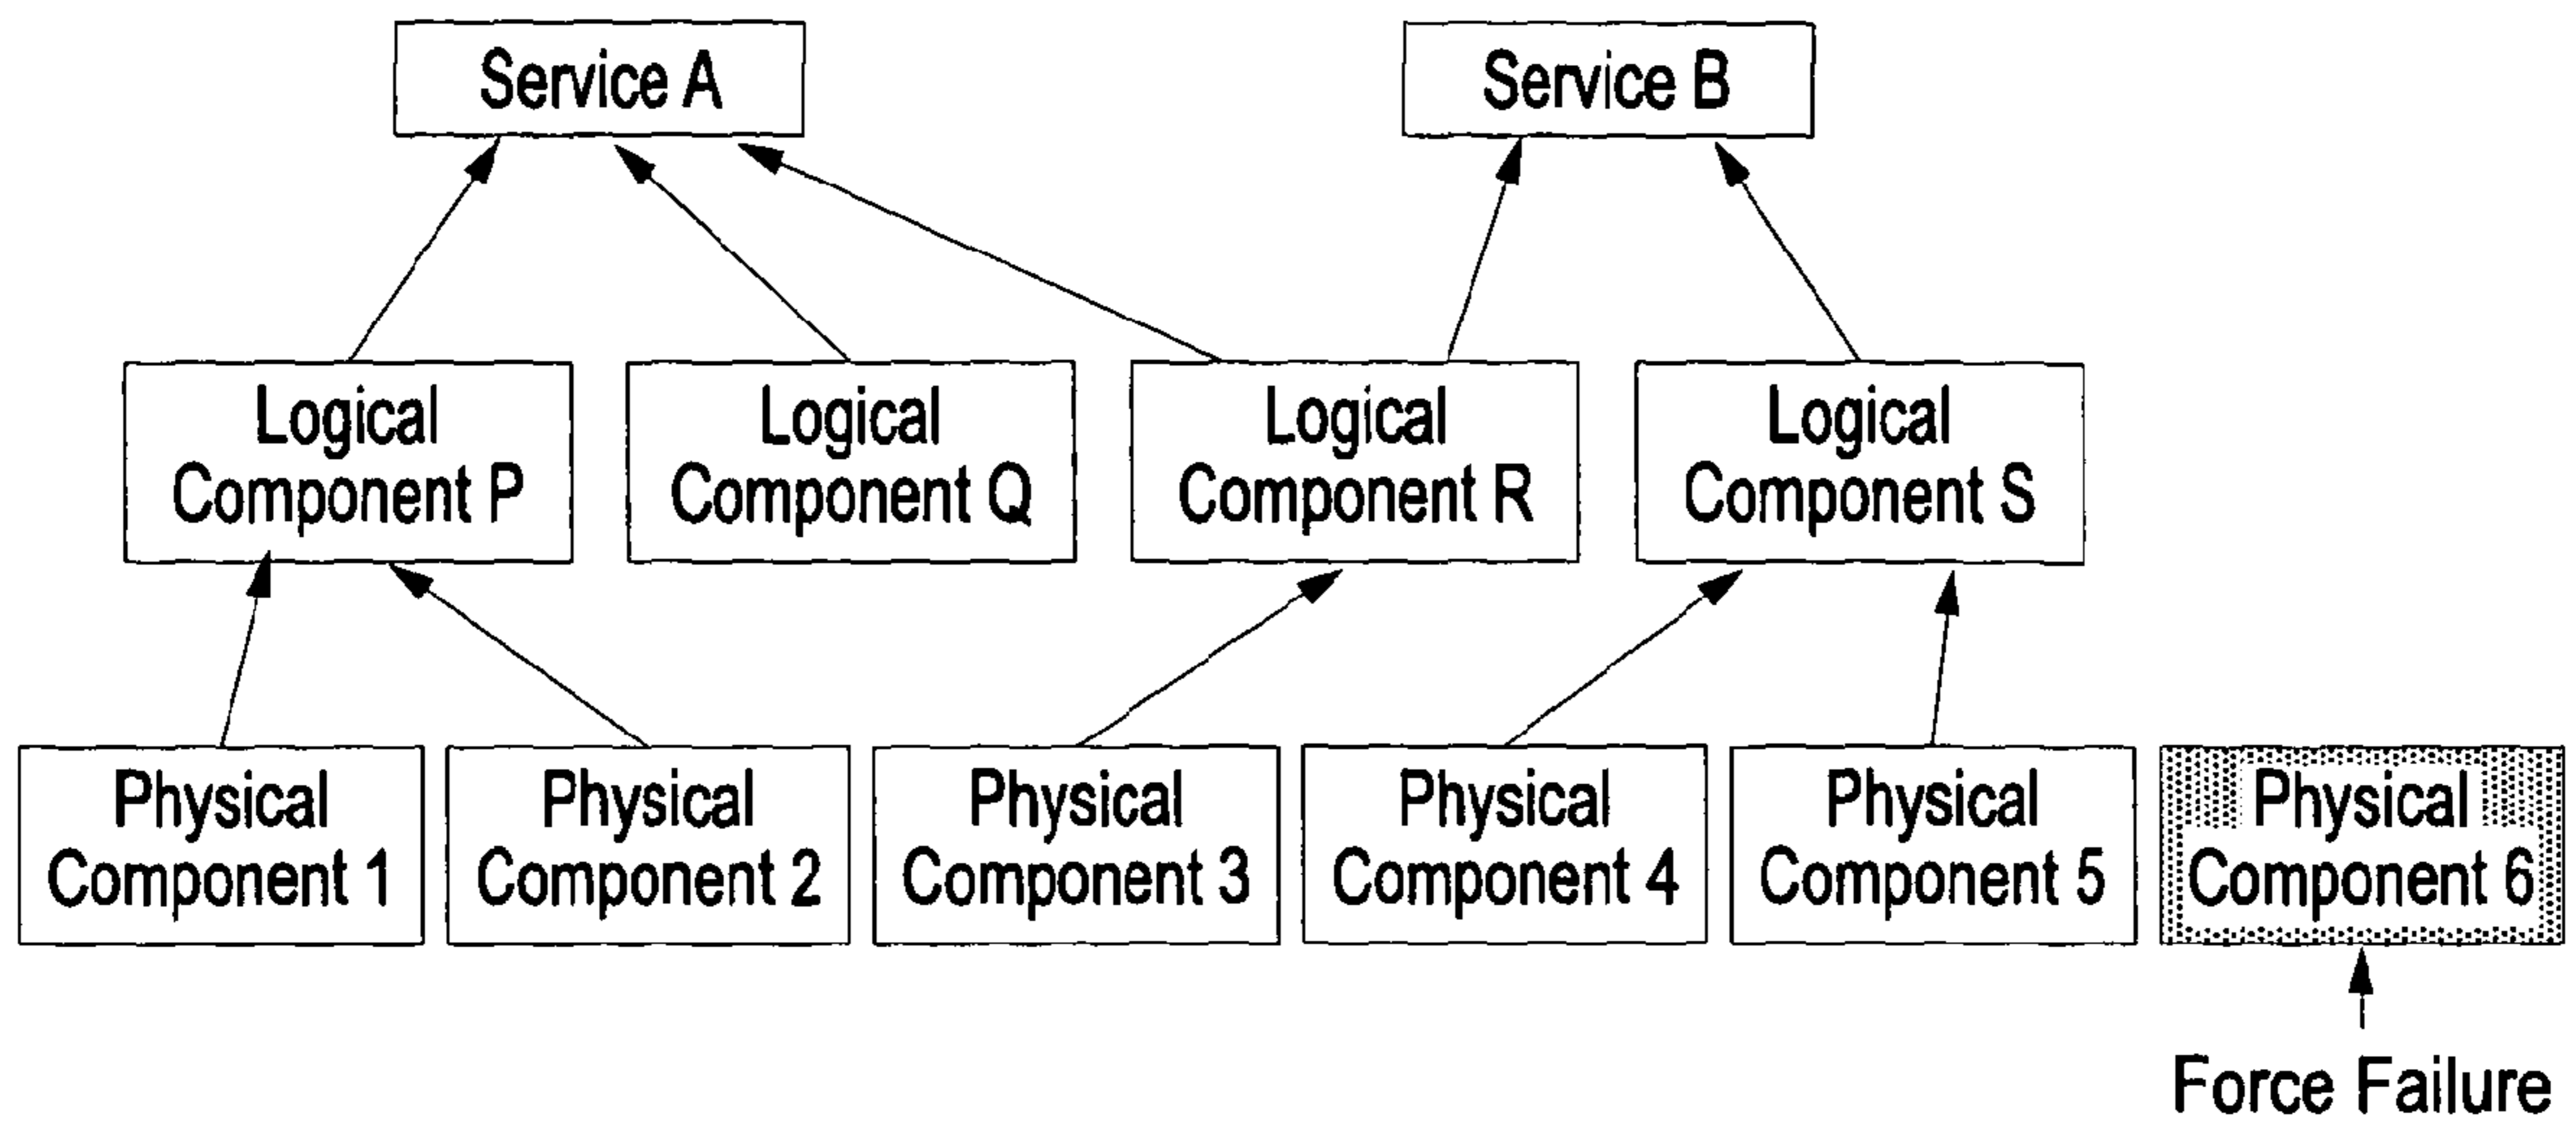 Service A
Service B
Logical
Component P
Logical
Component Q
Logical
Component R
Logical
Component S
Physical
Component 1
Physical
Component 2
Physical
Component 3
Physical
Component 4
Physical
Component 5
Physical
Component 6
Force Failure